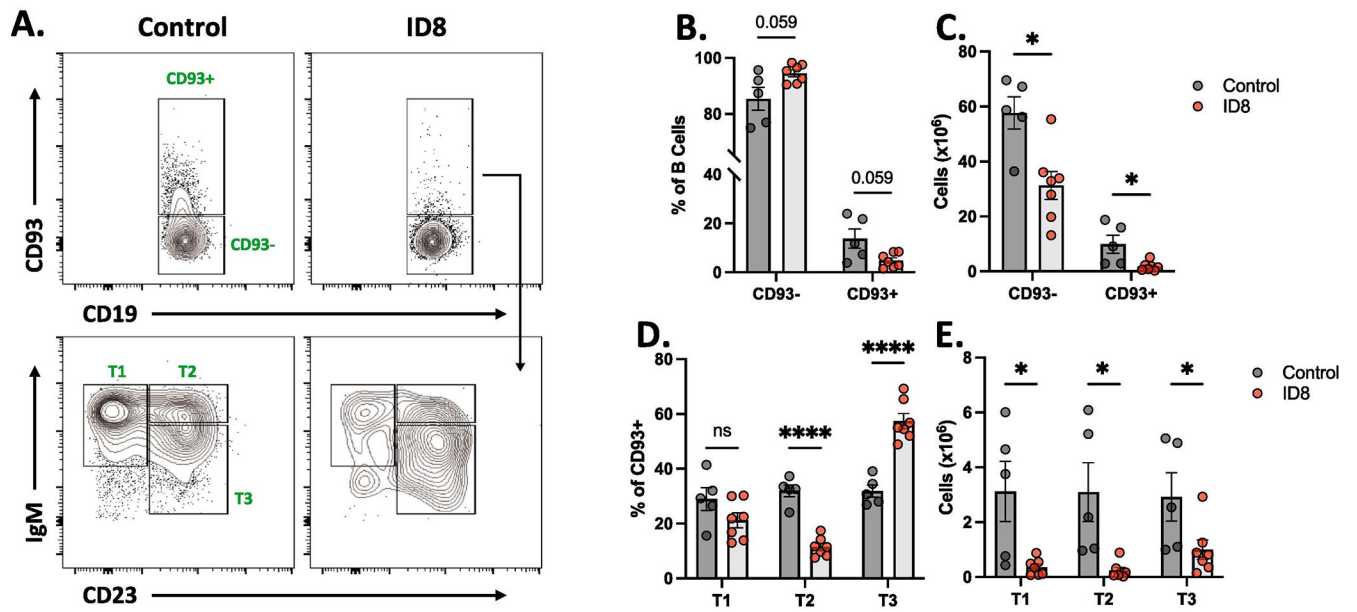 A.
Control
ID8
CD93+
CD93-
CD93
CD19
T1
T2
T3
IgM
CD23
B.
0.059
0.059
% of B Cells
100
80
40
20
0
CD93-
CD93+
C.
*
*
Cells (x10⁶)
80
60
40
20
0
CD93-
CD93+
Control
ID8
D.
ns
****
****
% of CD93+
80
60
40
20
0
T1
T2
T3
E.
*
*
*
Cells (x10⁶)
8
6
4
2
0
T1
T2
T3
Control
ID8